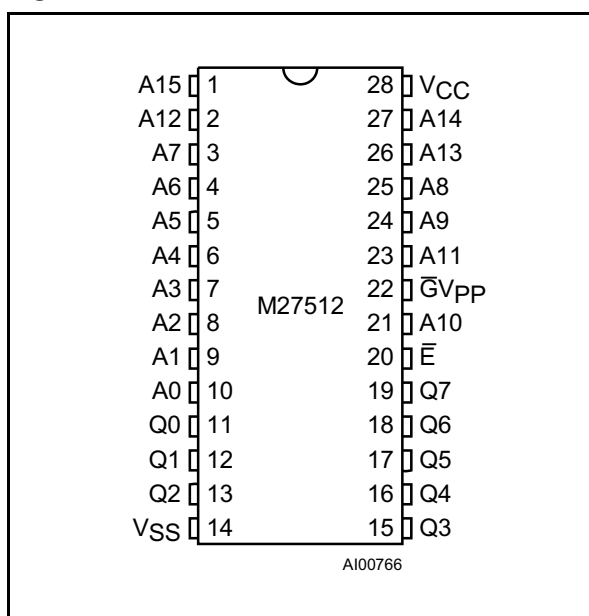 A15 1 28 VCC
A12 2 27 A14
A7 3 26 A13
A6 4 25 A8
A5 5 24 A9
A4 6 23 A11
A3 7 22 G̅VPP
M27512
A2 8 21 A10
A1 9 20 E̅
A0 10 19 Q7
Q0 11 18 Q6
Q1 12 17 Q5
Q2 13 16 Q4
VSS 14 15 Q3
AI00766